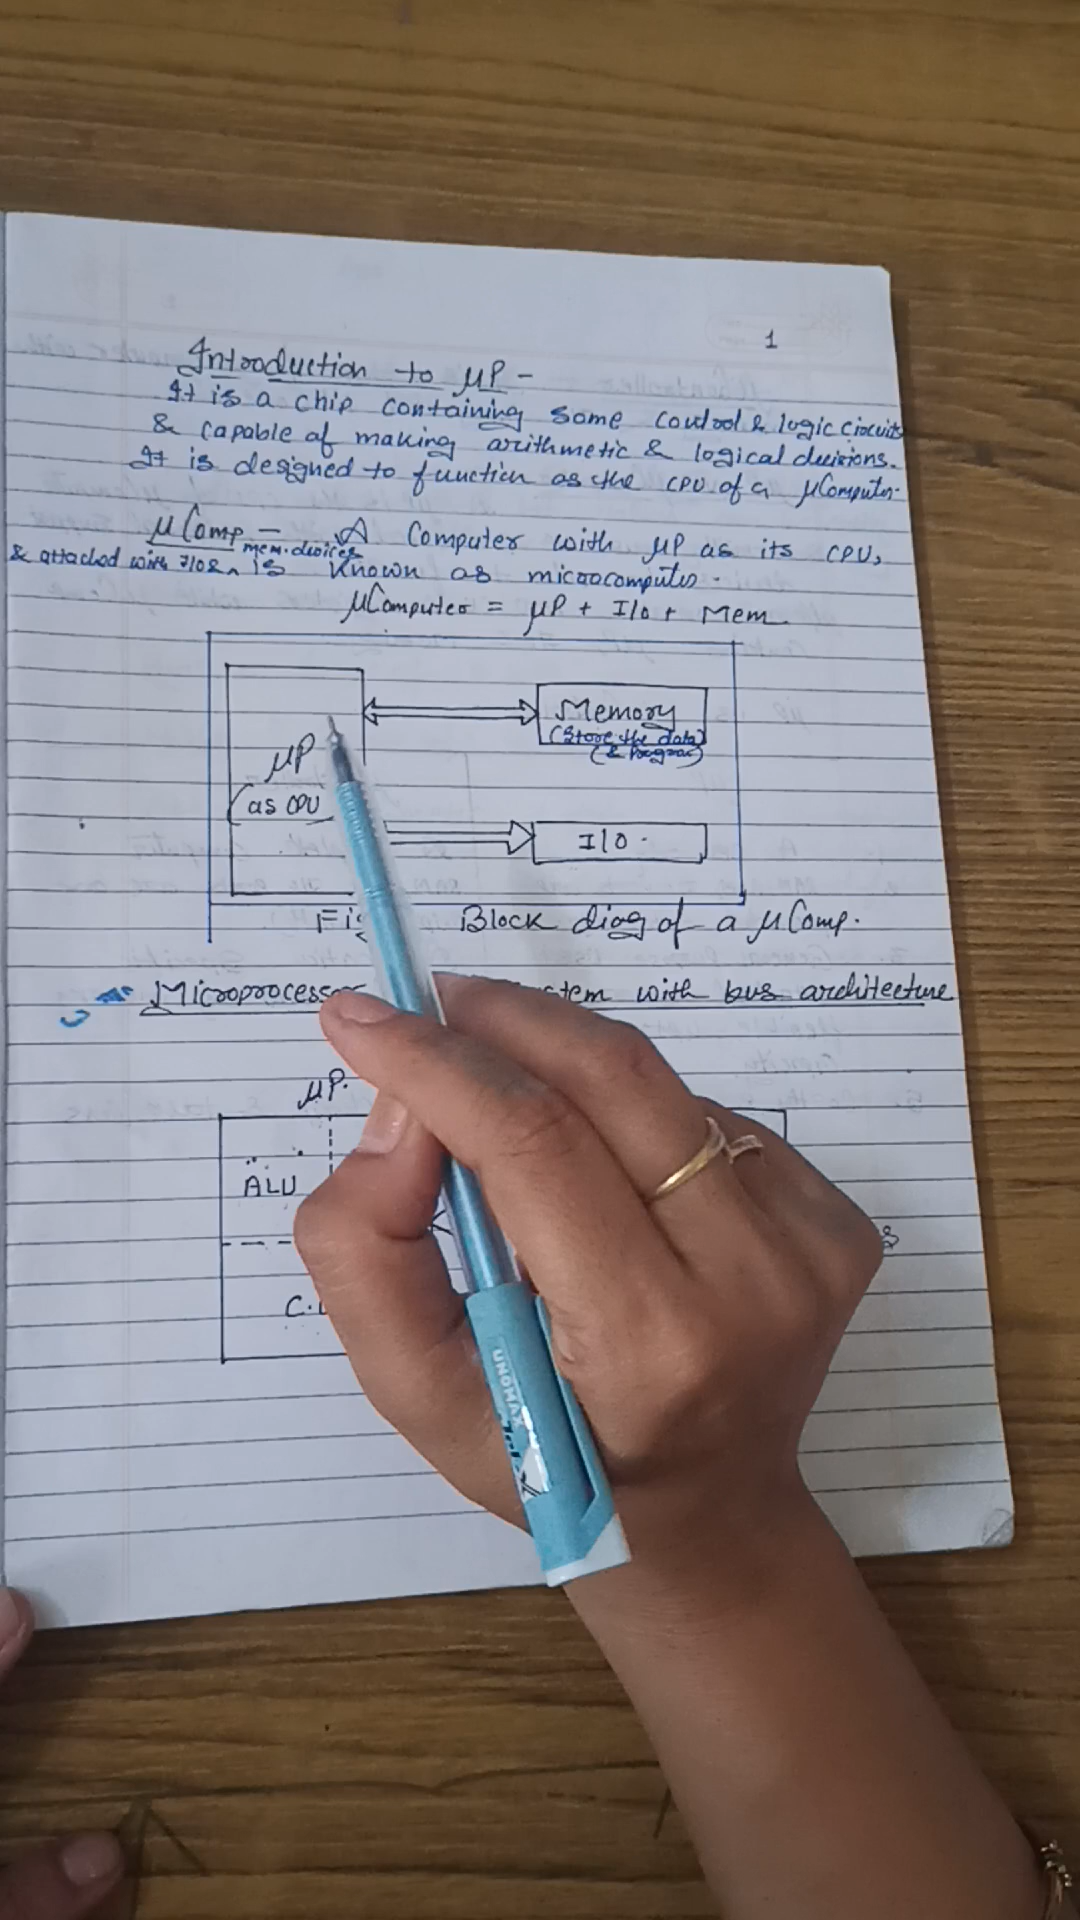 1
Introduction to μP -
It is a chip containing some control & logic circuits
& capable of making arithmetic & logical decisions.
It is designed to function as the CPU of a μComputer.
μComp - A Computer with μP as its CPU,
& attached with I/O & mem. devices is known as microcomputer.
μComputer = μP + I/O + Mem
μP
(as CPU
Memory
(Store the data)
(& Program)
I/O
Block diag of a μComp.
Microprocessor with bus architecture
μP.
ALU
UNOMAX